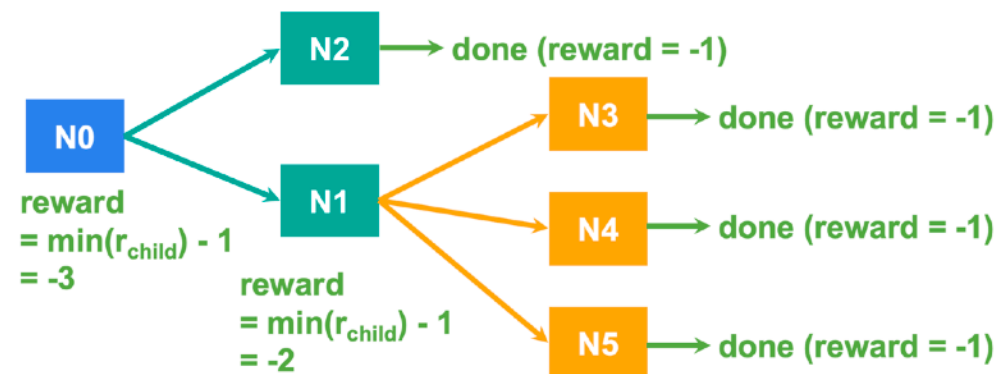 N2
done (reward = -1)
N0
N3
done (reward = -1)
reward
= min(r_child) - 1
= -3
N1
N4
done (reward = -1)
reward
= min(r_child) - 1
= -2
N5
done (reward = -1)